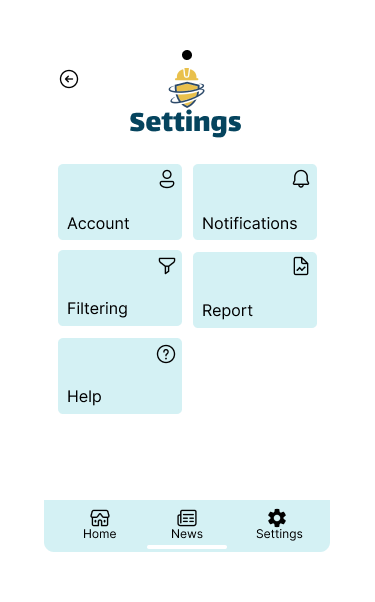 Settings
Account
Notifications
Filtering
Report
Help
Home
News
Settings